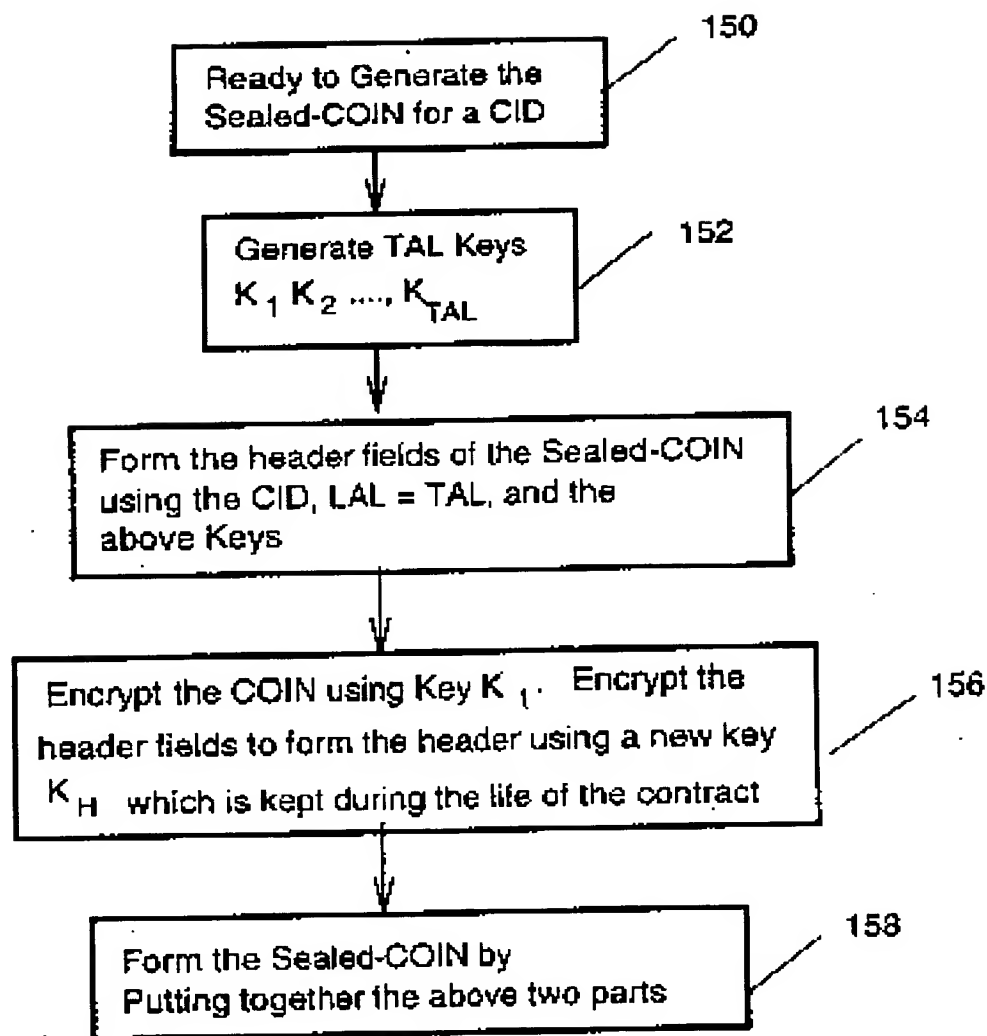 150
Ready to Generate the
Sealed-COIN for a CID
152
Generate TAL Keys
K 1 K 2 ...., K TAL
154
Form the header fields of the Sealed-COIN
using the CID, LAL = TAL, and the
above Keys
156
Encrypt the COIN using Key K 1. Encrypt the
header fields to form the header using a new key
K H which is kept during the life of the contract
158
Form the Sealed-COIN by
Putting together the above two parts